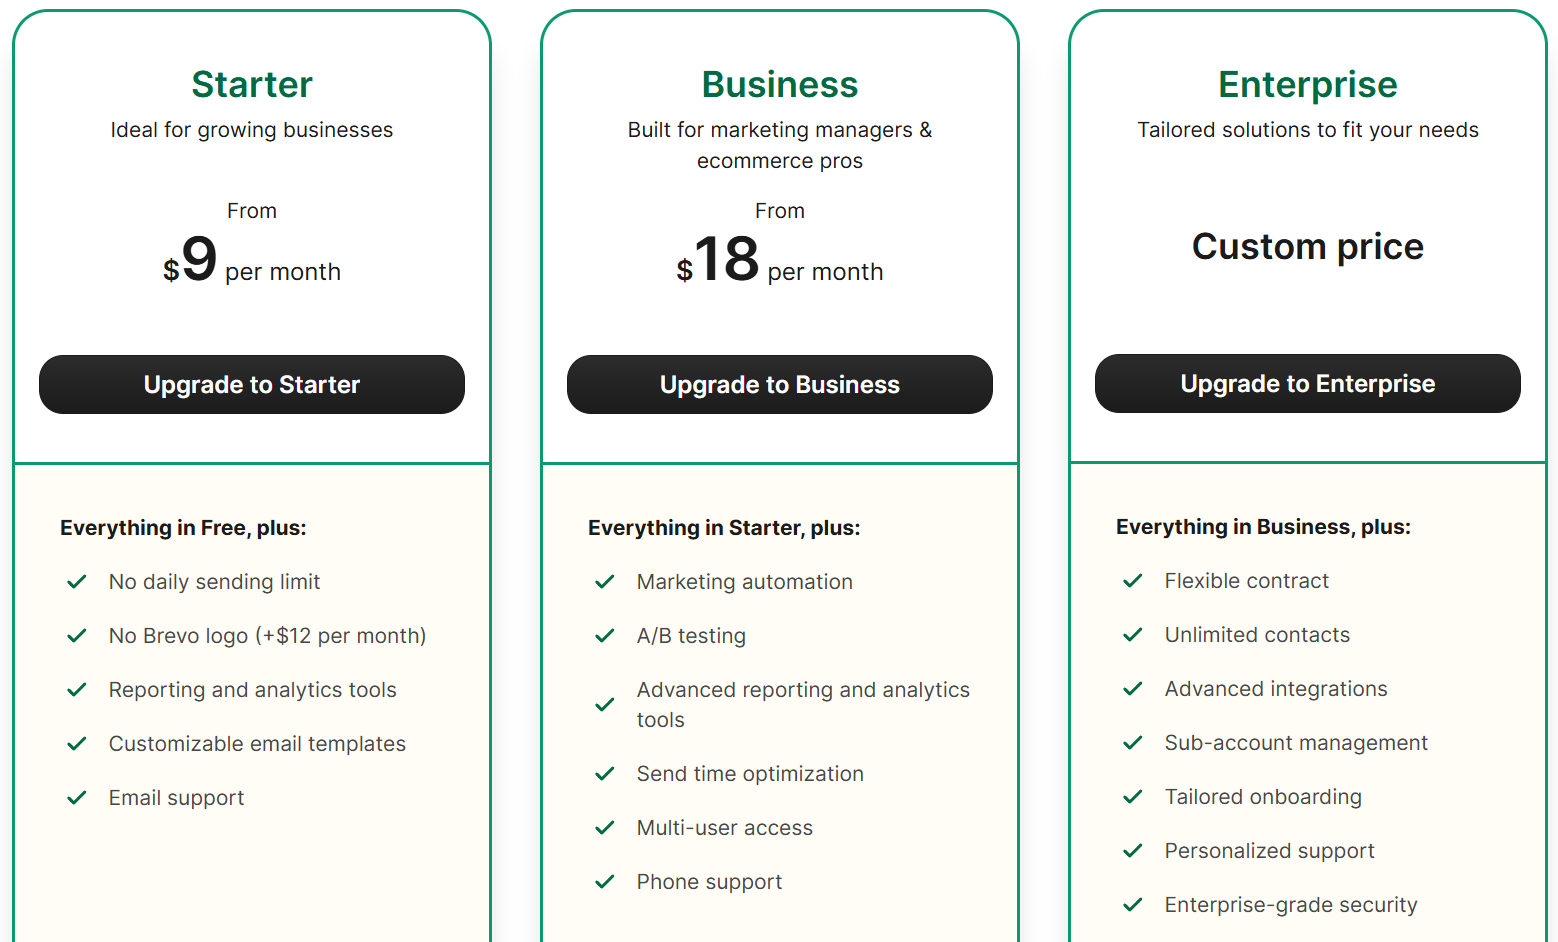 Starter
Ideal for growing businesses
From
$9 per month
Upgrade to Starter
Everything in Free, plus:
No daily sending limit
No Brevo logo (+$12 per month)
Reporting and analytics tools
Customizable email templates
Email support
Business
Built for marketing managers &
ecommerce pros
From
$18 per month
Upgrade to Business
Everything in Starter, plus:
Marketing automation
A/B testing
Advanced reporting and analytics
tools
Send time optimization
Multi-user access
Phone support
Enterprise
Tailored solutions to fit your needs
Custom price
Upgrade to Enterprise
Everything in Business, plus:
Flexible contract
Unlimited contacts
Advanced integrations
Sub-account management
Tailored onboarding
Personalized support
Enterprise-grade security